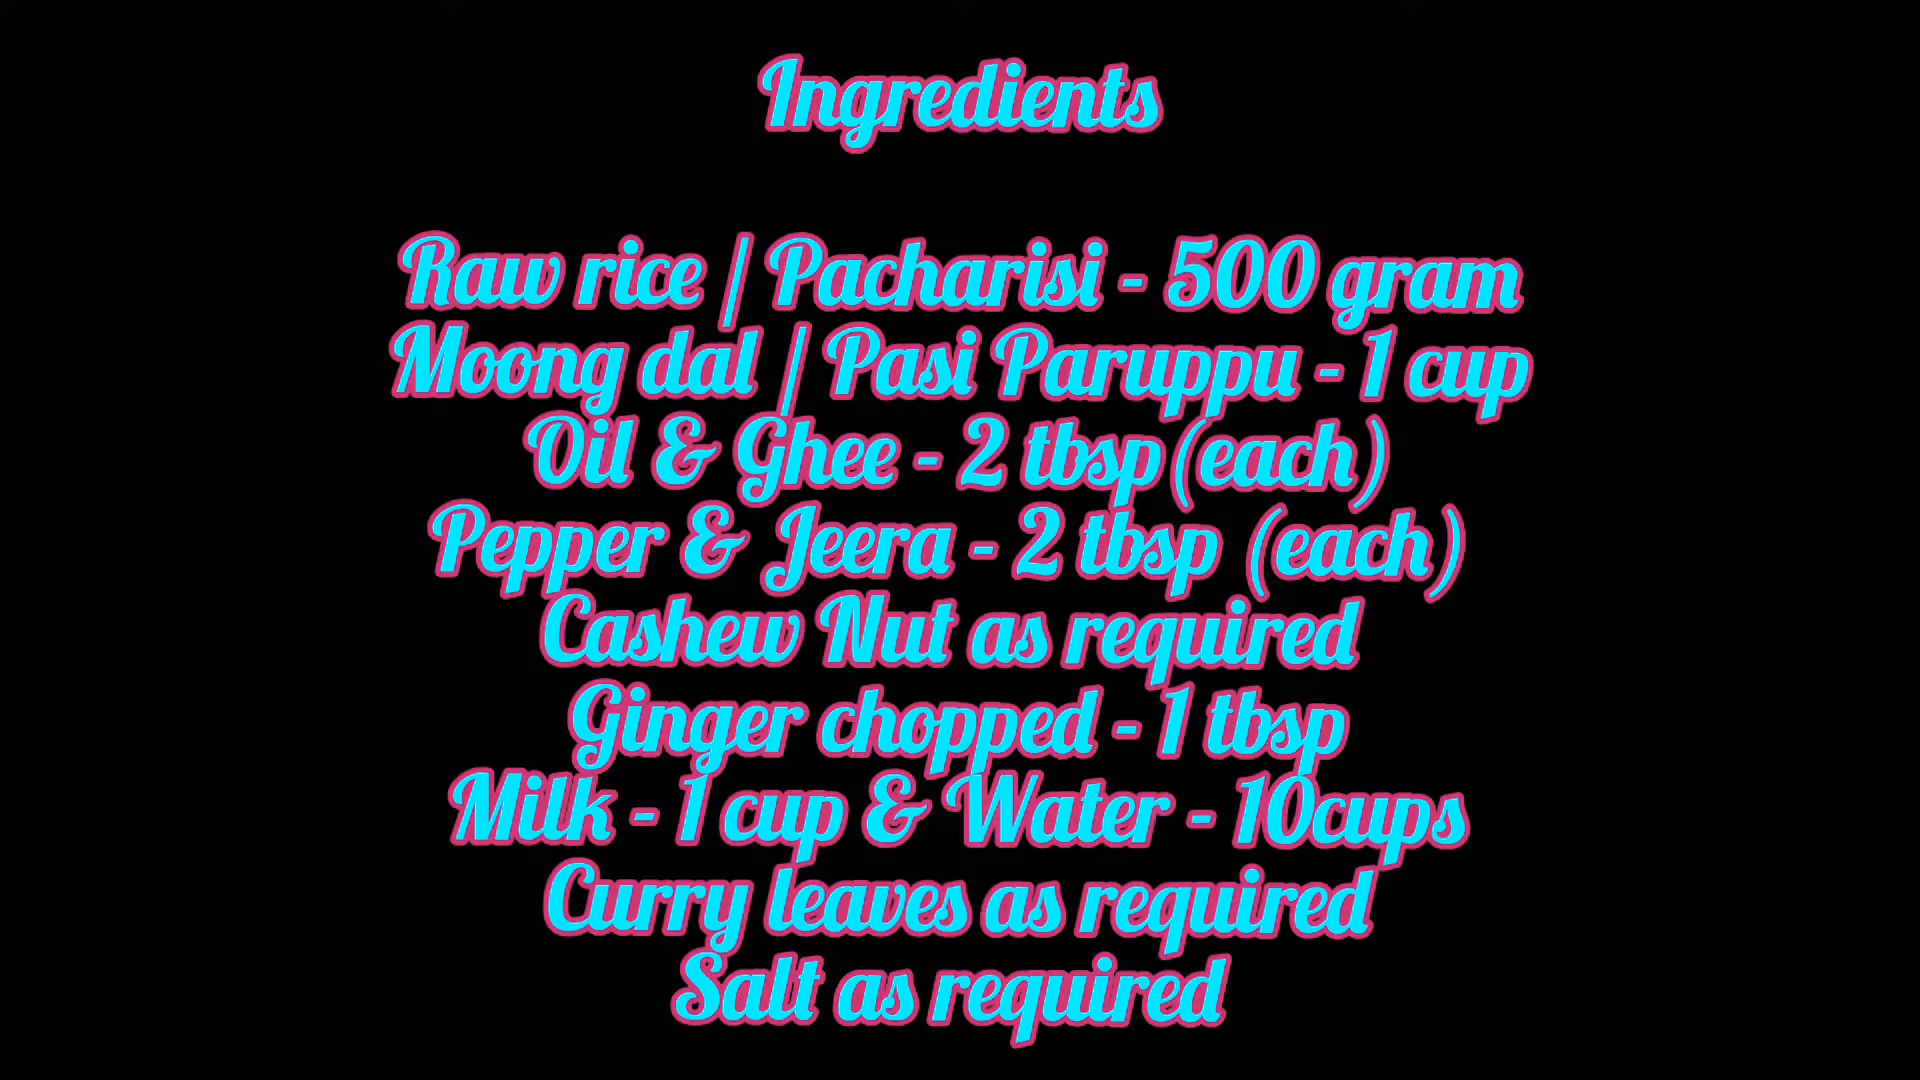 Ingredients
Raw rice | Pacharisi - 500 gram
Moong dal | Pasi Paruppu - 1 cup
Oil & Ghee - 2 tbsp(each)
Pepper & Jeera - 2 tbsp (each)
Cashew Nut as required
Ginger chopped - 1 tbsp
Milk - 1 cup & Water - 10cups
Curry leaves as required
Salt as required